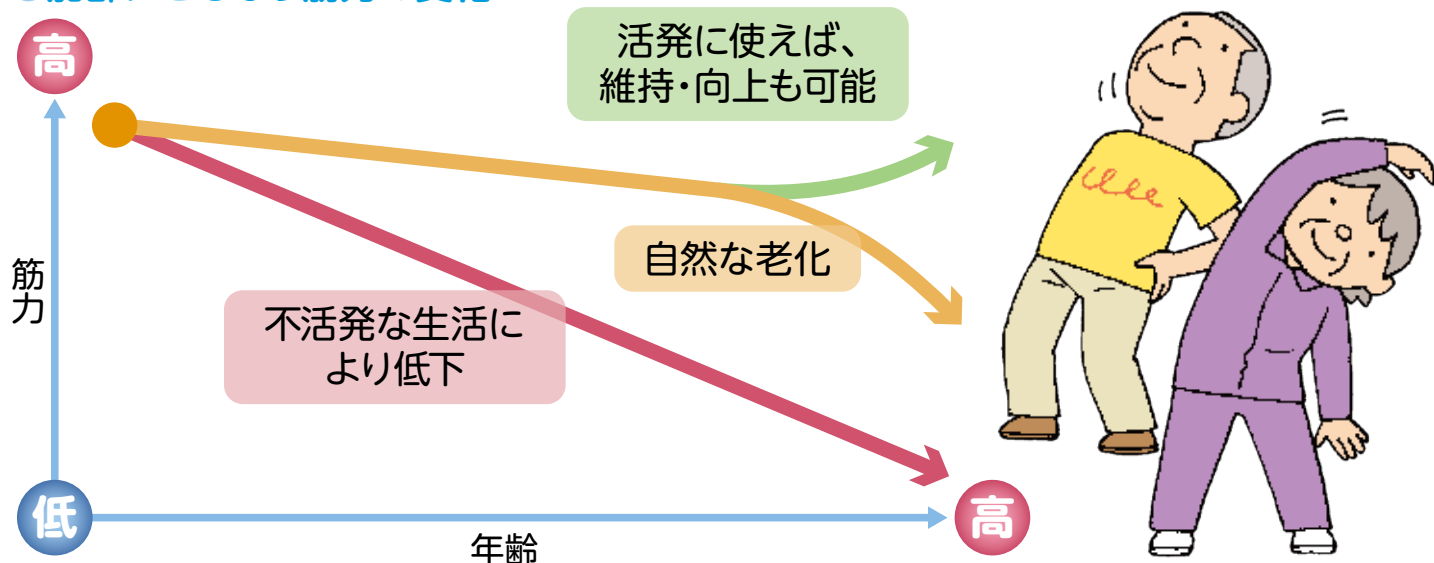 高
活発に使えば、
維持・向上も可能
自然な老化
筋力
不活発な生活に
より低下
低
高
年齢